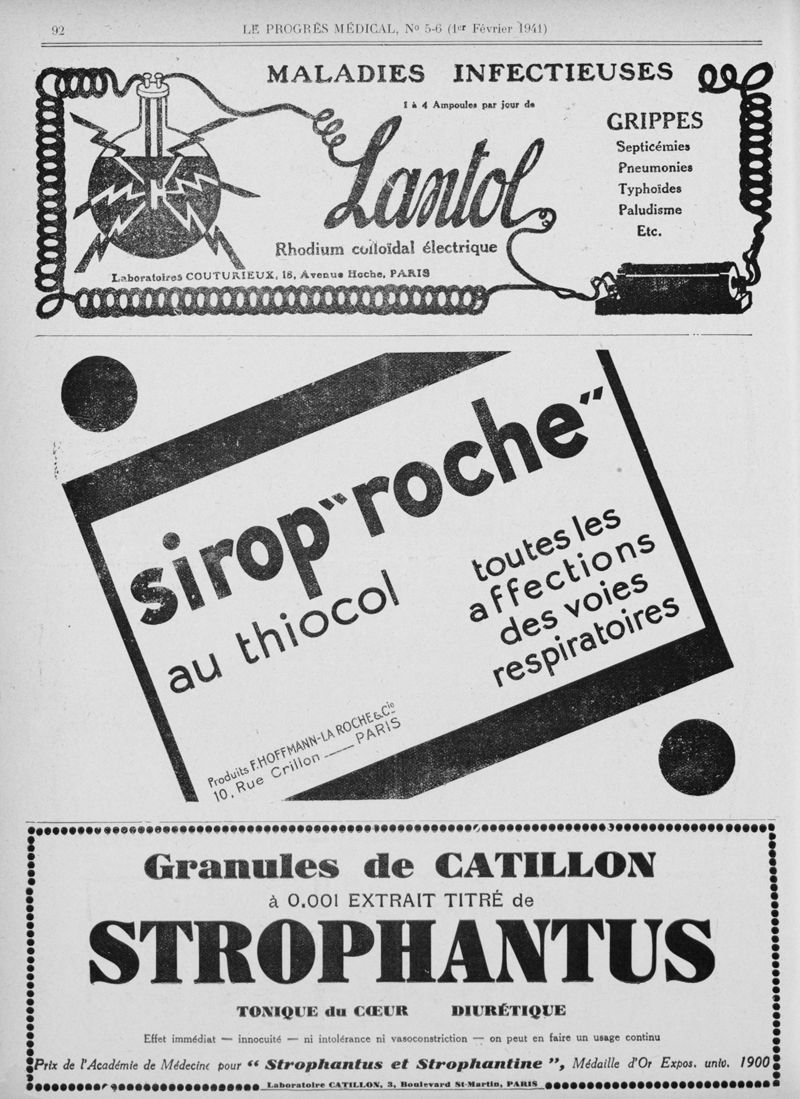 92
LE PROGRÈS MÉDICAL, No 5-6 (1er Février 1941)
MALADIES INFECTIEUSES
1 à 4 Ampoules par jour de
Lantol
Rhodium colloïdal électrique
Laboratoires COUTURIEUX, 18, Avenue Hoche, PARIS
GRIPPES
Septicémies
Pneumonies
Typhoïdes
Paludisme
Etc.
sirop "roche"
au thiocol
toutes les
affections
des voies
respiratoires
Produits F. HOFFMANN-LA ROCHE & Cie
10, Rue Crillon — PARIS
Granules de CATILLON
à 0,001 EXTRAIT TITRÉ de
STROPHANTUS
TONIQUE du CŒUR DIURÉTIQUE
Effet immédiat — innocuité — ni intolérance ni vasoconstriction — on peut en faire un usage continu
Prix de l'Académie de Médecine pour " Strophantus et Strophantine ", Médaille d'Or Expos. univ. 1900
Laboratoire CATILLON, 3, Boulevard St-Martin, PARIS